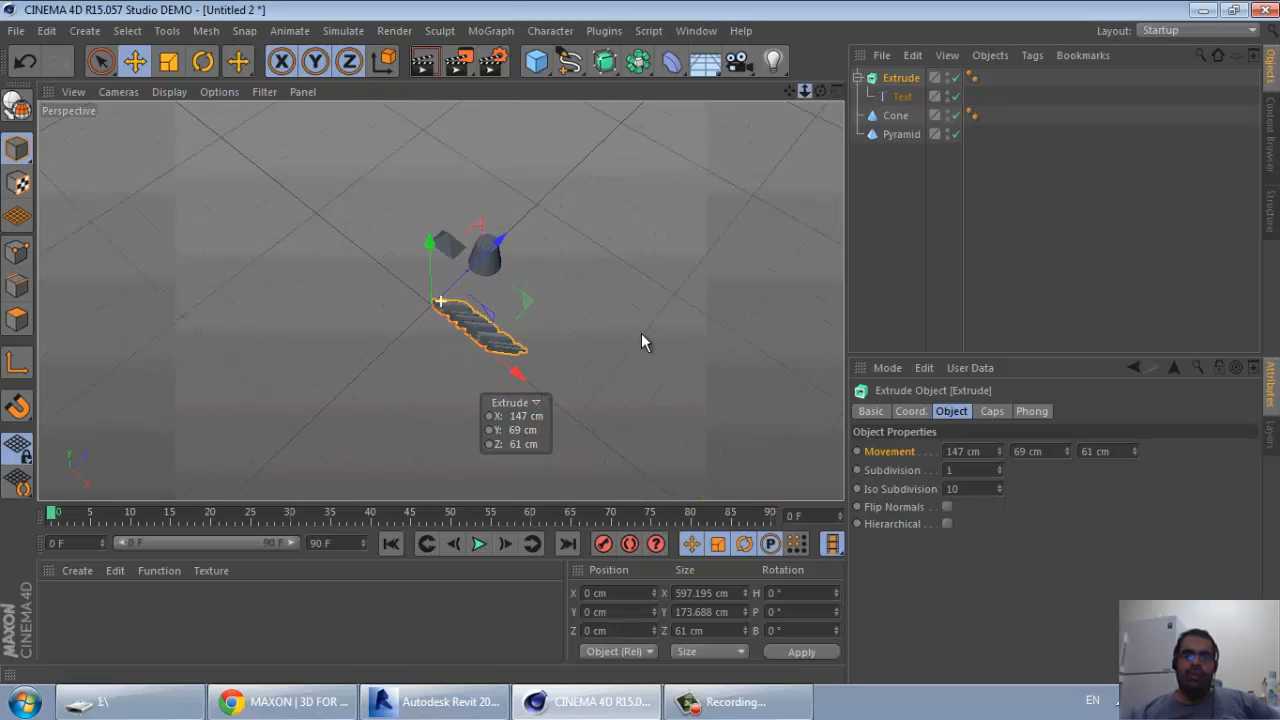 CINEMA 4D R15.057 Studio DEMO - [Untitled 2 *]
File Edit Create Select Tools Mesh Snap Animate Simulate Render Sculpt MoGraph Character Plugins Script Window Help
Layout: Startup
X Y Z
View Cameras Display Options Filter Panel
Perspective
File Edit View Objects Tags Bookmarks
Extrude
Text
Cone
Pyramid
Objects
Content Browser
Structure
Extrude
X: 147 cm
Y: 69 cm
Z: 61 cm
Y
Z
X
Mode Edit User Data
Extrude Object [Extrude]
Basic Coord. Object Caps Phong
Object Properties
Movement 147 cm 69 cm 61 cm
Subdivision 1
Iso Subdivision 10
Flip Normals
Hierarchical
Attributes
Layers
0 5 10 15 20 25 30 35 40 45 50 55 60 65 70 75 80 85 90
0 F
0 F 0 F 90 F 90 F
P
Create Edit Function Texture
Position Size Rotation
X 0 cm X 597.195 cm H 0 °
Y 0 cm Y 173.688 cm P 0 °
Z 0 cm Z 61 cm B 0 °
Object (Rel) Size Apply
MAXON
CINEMA 4D
E:\
MAXON | 3D FOR ...
Autodesk Revit 20...
CINEMA 4D R15.0...
Recording...
EN